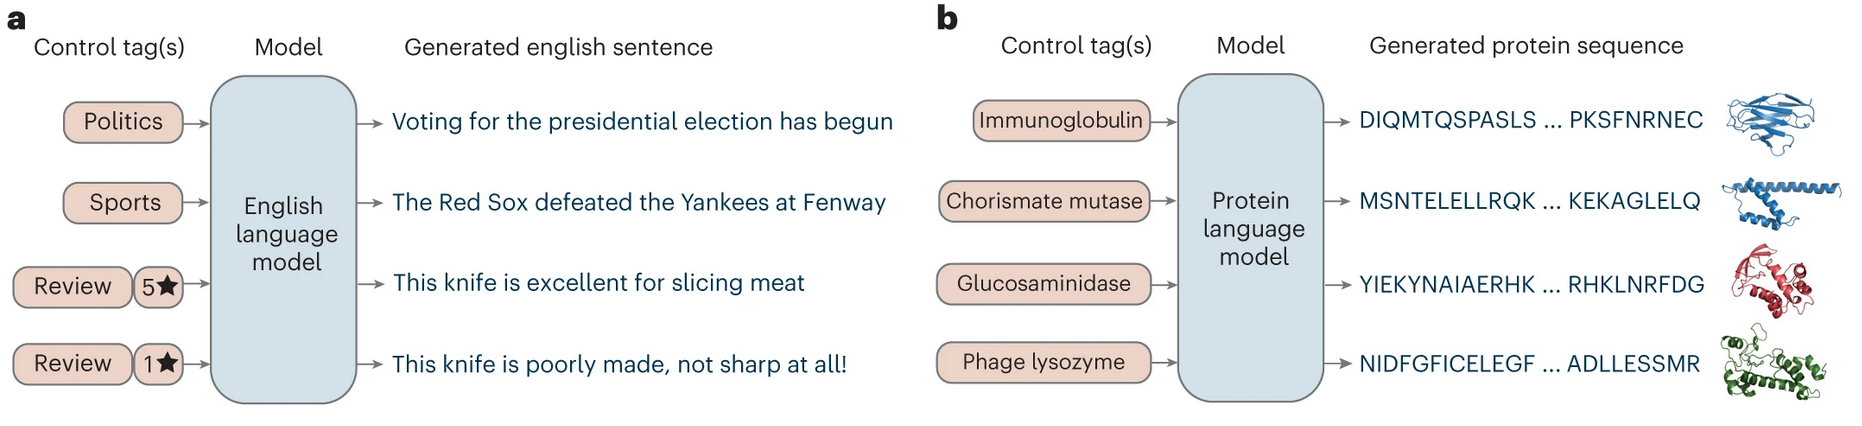 a
Control tag(s) Model Generated english sentence
Politics Voting for the presidential election has begun
Sports The Red Sox defeated the Yankees at Fenway
English
language
model
Review 5★ This knife is excellent for slicing meat
Review 1★ This knife is poorly made, not sharp at all!
b
Control tag(s) Model Generated protein sequence
Immunoglobulin DIQMTQSPASLS ... PKSFNRNEC
Chorismate mutase MSNTELELLRQK ... KEKAGLELQ
Protein
language
model
Glucosaminidase YIEKYNAIAERHK ... RHKLNRFDG
Phage lysozyme NIDFGFICELEGF ... ADLLESSMR